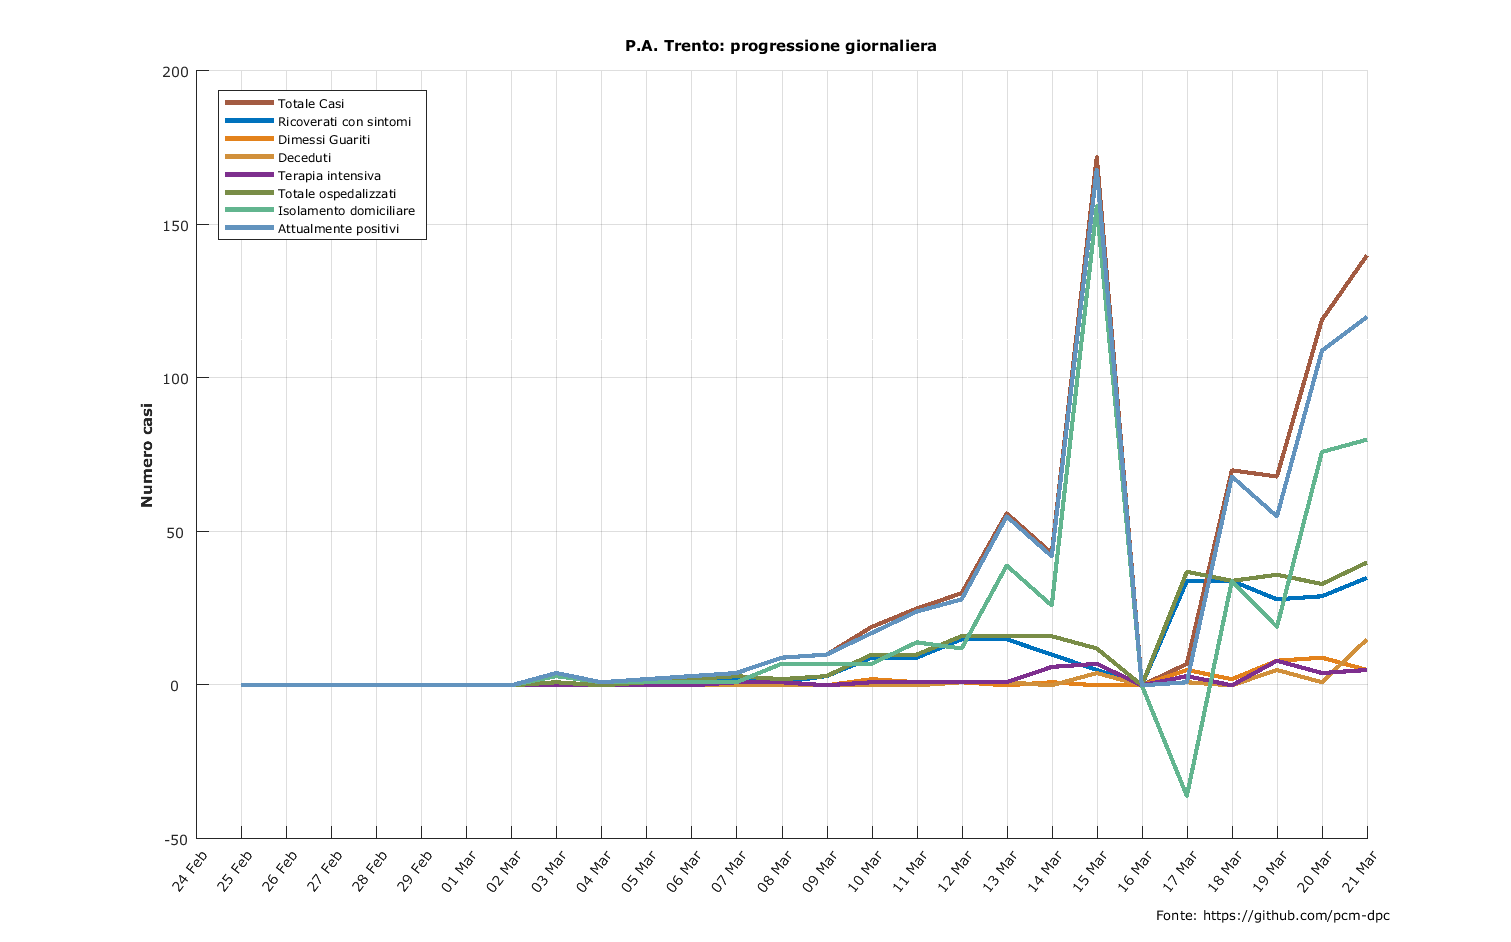 P.A. Trento: progressione giornaliera
200
150
100
50
0
-50
Numero casi
Totale Casi
Ricoverati con sintomi
Dimessi Guariti
Deceduti
Terapia intensiva
Totale ospedalizzati
Isolamento domiciliare
Attualmente positivi
24 Feb
25 Feb
26 Feb
27 Feb
28 Feb
29 Feb
01 Mar
02 Mar
03 Mar
04 Mar
05 Mar
06 Mar
07 Mar
08 Mar
09 Mar
10 Mar
11 Mar
12 Mar
13 Mar
14 Mar
15 Mar
16 Mar
17 Mar
18 Mar
19 Mar
20 Mar
21 Mar
Fonte: https://github.com/pcm-dpc